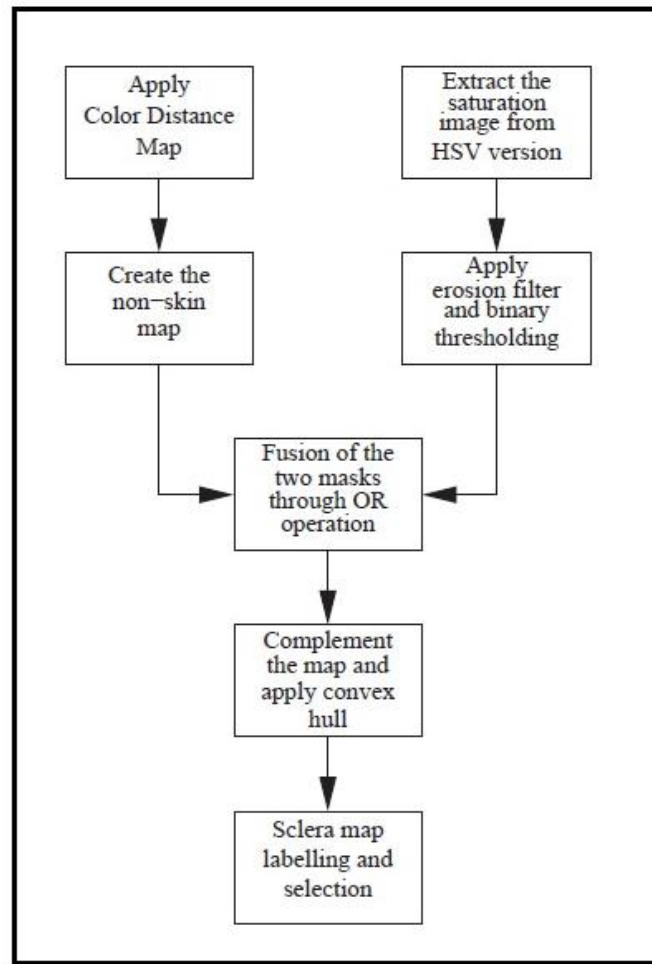 Apply
Color Distance
Map
Extract the
saturation
image from
HSV version
Create the
non−skin
map
Apply
erosion filter
and binary
thresholding
Fusion of the
two masks
through OR
operation
Complement
the map and
apply convex
hull
Sclera map
labelling and
selection